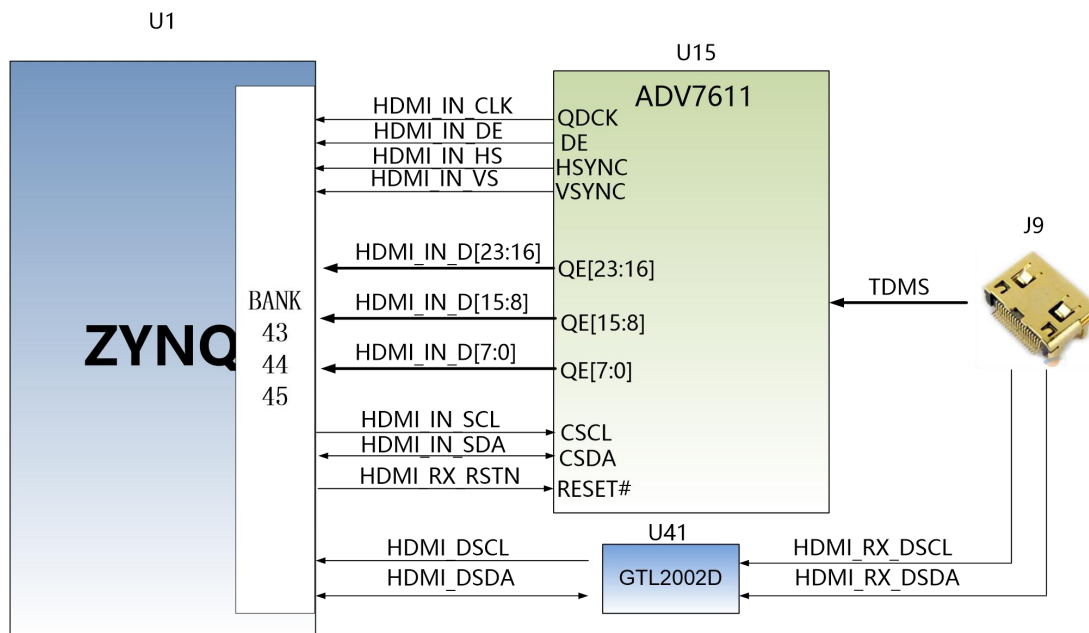 U1
U15
ADV7611
HDMI_IN_CLK
QDCK
HDMI_IN_DE
DE
HDMI_IN_HS
HSYNC
HDMI_IN_VS
VSYNC
J9
HDMI_IN_D[23:16]
QE[23:16]
TDMS
BANK
43
44
45
HDMI_IN_D[15:8]
QE[15:8]
ZYNQ
HDMI_IN_D[7:0]
QE[7:0]
HDMI_IN_SCL
CSCL
HDMI_IN_SDA
CSDA
HDMI_RX_RSTN
RESET#
U41
HDMI_DSCL
HDMI_RX_DSCL
GTL2002D
HDMI_DSDA
HDMI_RX_DSDA